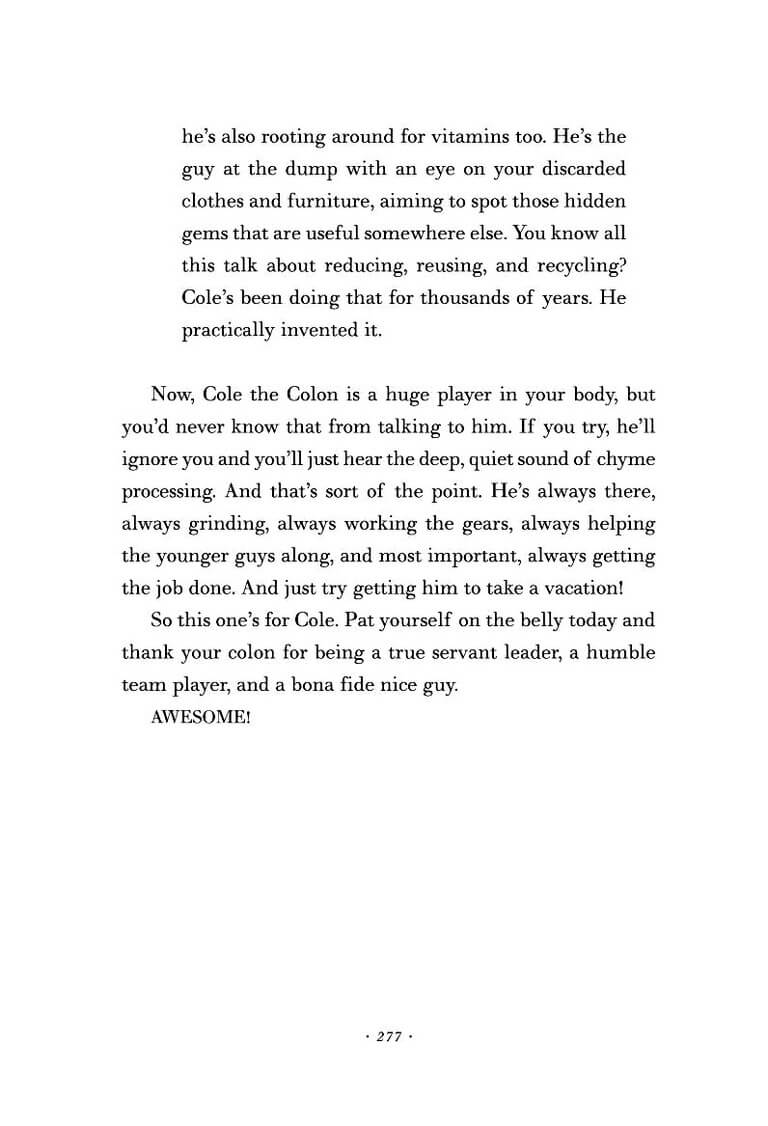 he’s also rooting around for vitamins too. He’s the
guy at the dump with an eye on your discarded
clothes and furniture, aiming to spot those hidden
gems that are useful somewhere else. You know all
this talk about reducing, reusing, and recycling?
Cole’s been doing that for thousands of years. He
practically invented it.
Now, Cole the Colon is a huge player in your body, but
you’d never know that from talking to him. If you try, he’ll
ignore you and you’ll just hear the deep, quiet sound of chyme
processing. And that’s sort of the point. He’s always there,
always grinding, always working the gears, always helping
the younger guys along, and most important, always getting
the job done. And just try getting him to take a vacation!
So this one’s for Cole. Pat yourself on the belly today and
thank your colon for being a true servant leader, a humble
team player, and a bona fide nice guy.
AWESOME!
· 277 ·